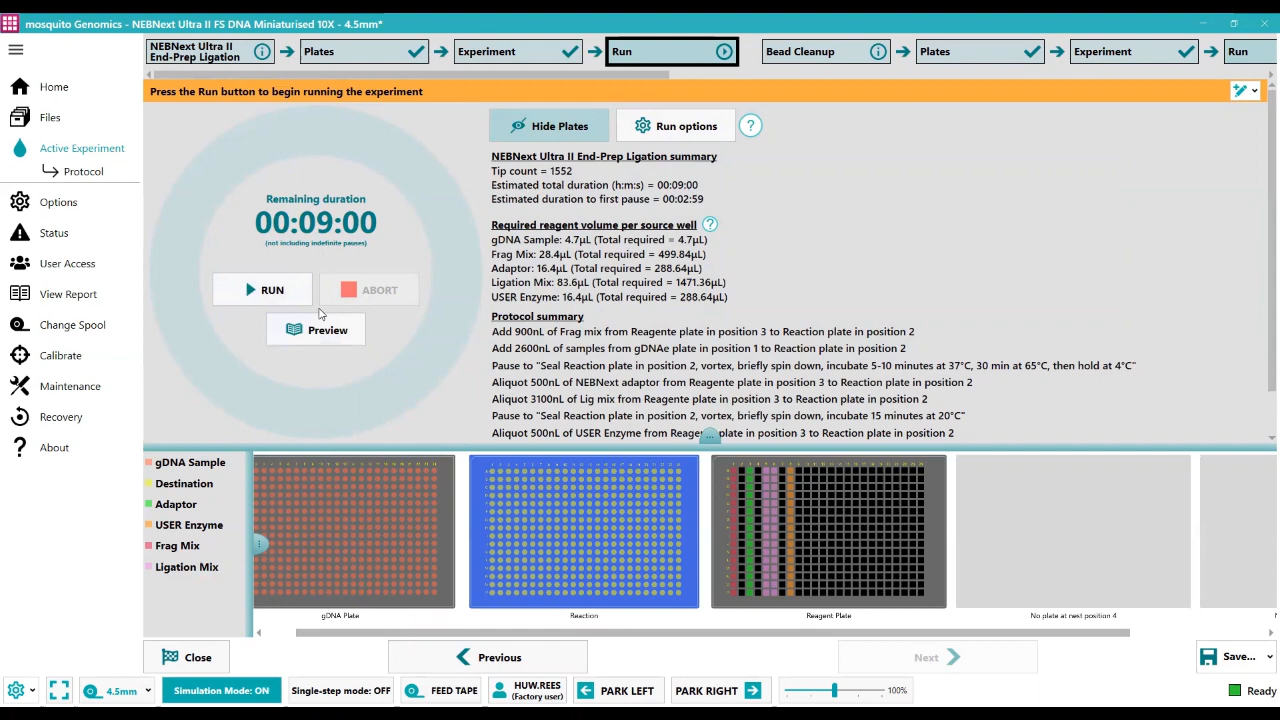 mosquito Genomics - NEBNext Ultra II FS DNA Miniaturised 10X - 4.5mm*
NEBNext Ultra II
End-Prep Ligation
Plates
Experiment
Run
Bead Cleanup
Plates
Experiment
Run
Press the Run button to begin running the experiment
Home
Files
Active Experiment
Protocol
Options
Status
User Access
View Report
Change Spool
Calibrate
Maintenance
Recovery
About
Remaining duration
00:09:00
(not including indefinite pauses)
RUN
ABORT
Preview
Hide Plates
Run options
?
NEBNext Ultra II End-Prep Ligation summary
Tip count = 1552
Estimated total duration (h:m:s) = 00:09:00
Estimated duration to first pause = 00:02:59
Required reagent volume per source well ?
gDNA Sample: 4.7µL (Total required = 4.7µL)
Frag Mix: 28.4µL (Total required = 499.84µL)
Adaptor: 16.4µL (Total required = 288.64µL)
Ligation Mix: 83.6µL (Total required = 1471.36µL)
USER Enzyme: 16.4µL (Total required = 288.64µL)
Protocol summary
Add 900nL of Frag mix from Reagente plate in position 3 to Reaction plate in position 2
Add 2600nL of samples from gDNAe plate in position 1 to Reaction plate in position 2
Pause to "Seal Reaction plate in position 2, vortex, briefly spin down, incubate 5-10 minutes at 37°C, 30 min at 65°C, then hold at 4°C"
Aliquot 500nL of NEBNext adaptor from Reagente plate in position 3 to Reaction plate in position 2
Aliquot 3100nL of Lig mix from Reagente plate in position 3 to Reaction plate in position 2
Pause to "Seal Reaction plate in position 2, vortex, briefly spin down, incubate 15 minutes at 20°C"
Aliquot 500nL of USER Enzyme from Reagente plate in position 3 to Reaction plate in position 2
gDNA Sample
Destination
Adaptor
USER Enzyme
Frag Mix
Ligation Mix
gDNA Plate
Reaction
Reagent Plate
No plate at nest position 4
Close
Previous
Next
Save...
4.5mm
Simulation Mode: ON
Single-step mode: OFF
FEED TAPE
HUW.REES
(Factory user)
PARK LEFT
PARK RIGHT
100%
Ready